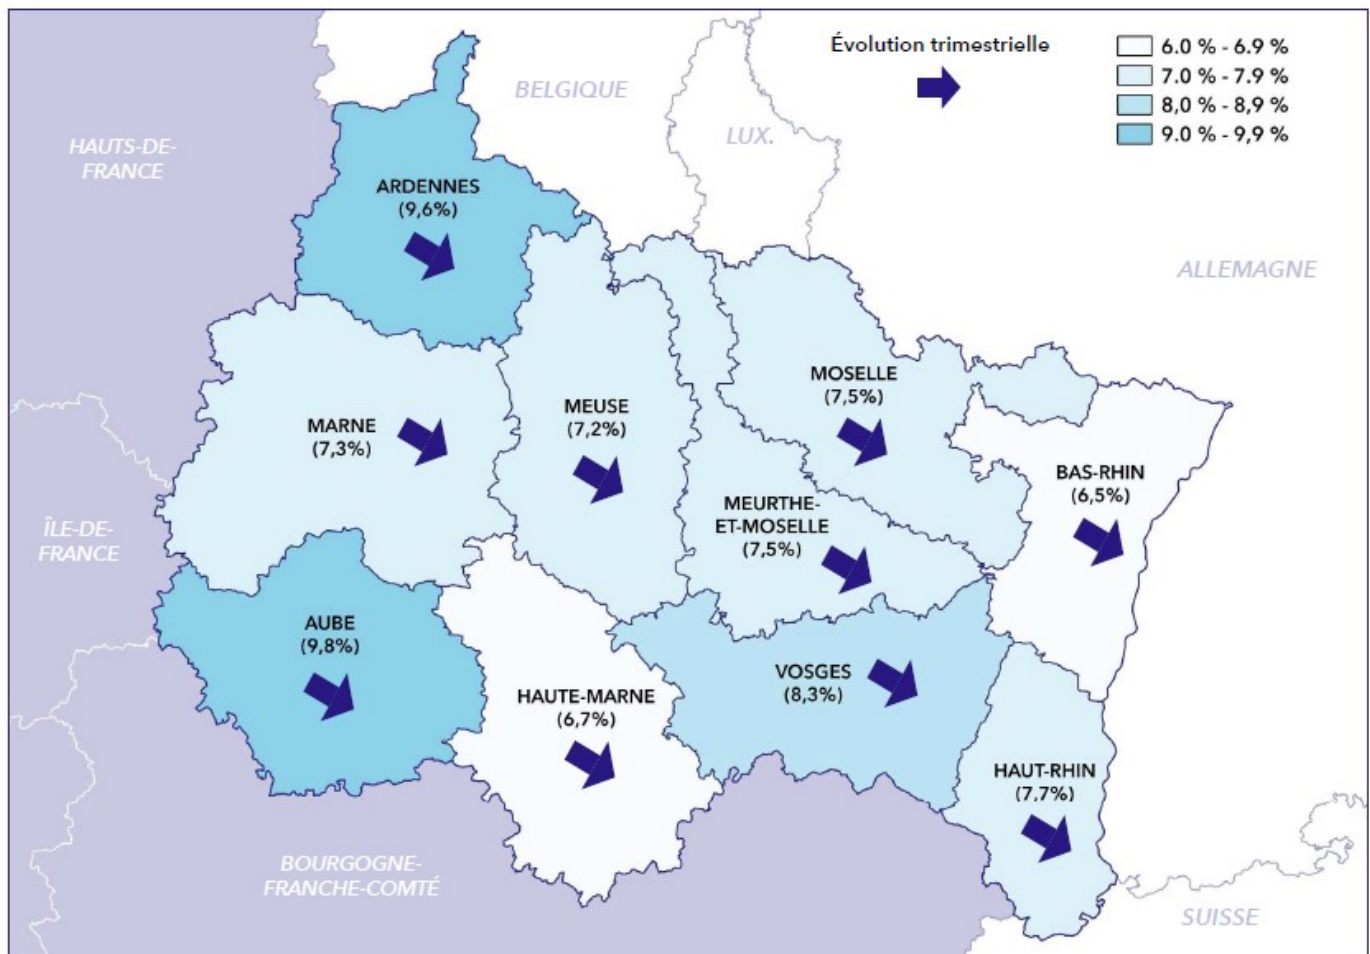 Évolution trimestrielle
6.0 % - 6.9 %
7.0 % - 7.9 %
8,0 % - 8,9 %
9.0 % - 9,9 %
BELGIQUE
LUX.
HAUTS-DE-
FRANCE
ARDENNES
(9,6%)
ALLEMAGNE
MOSELLE
(7,5%)
MEUSE
(7,2%)
MARNE
(7,3%)
BAS-RHIN
(6,5%)
MEURTHE-
ET-MOSELLE
(7,5%)
ÎLE-DE-
FRANCE
AUBE
(9,8%)
VOSGES
(8,3%)
HAUTE-MARNE
(6,7%)
HAUT-RHIN
(7,7%)
BOURGOGNE-
FRANCHE-COMTÉ
SUISSE